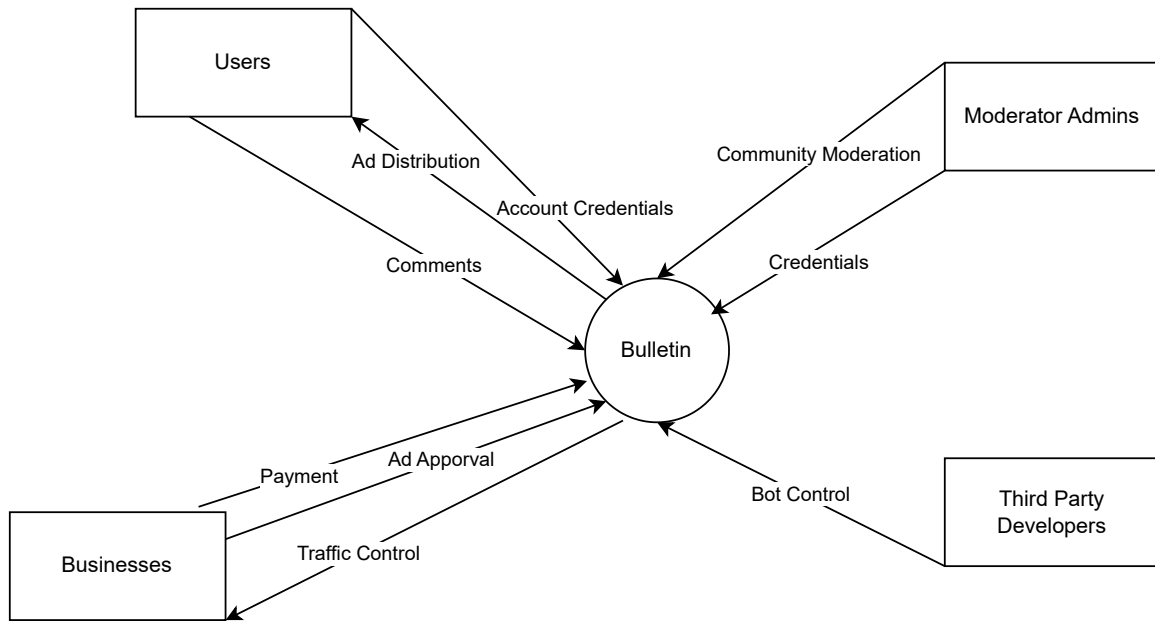 Users
Moderator Admins
Community Moderation
Ad Distribution
Account Credentials
Credentials
Comments
Bulletin
Ad Apporval
Payment
Bot Control
Third Party
Developers
Traffic Control
Businesses